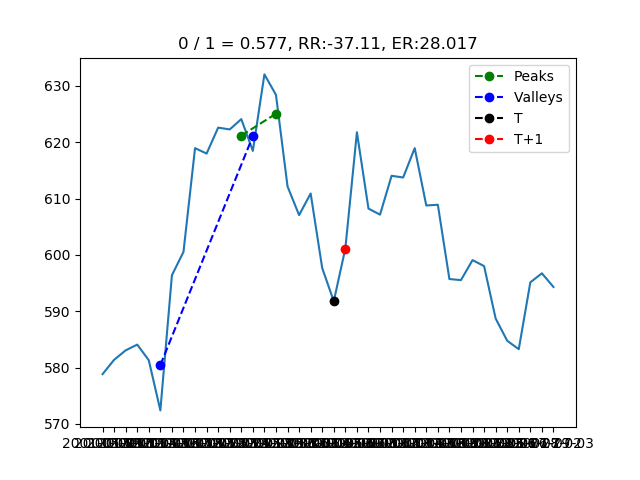 0 / 1 = 0.577, RR:-37.11, ER:28.017
Peaks
Valleys
T
T+1
630
620
610
600
590
580
570